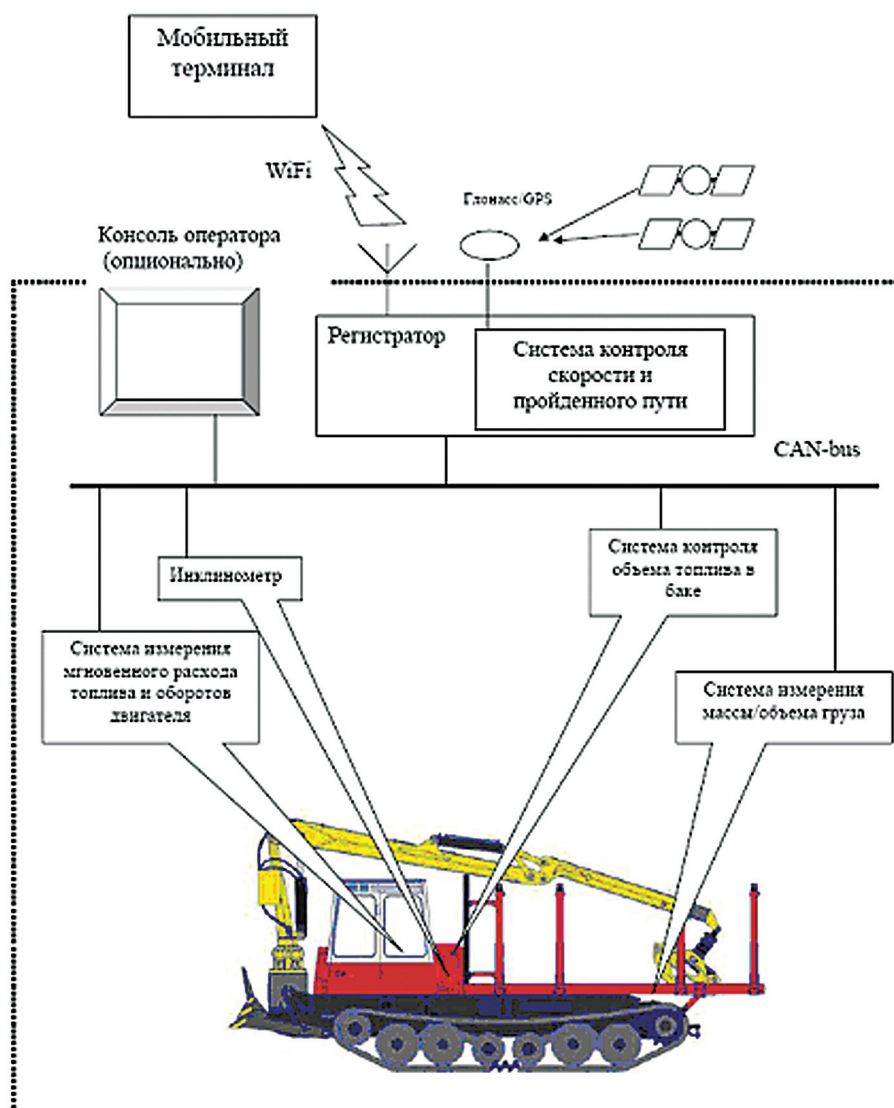 Мобильный
терминал
WiFi
Глонасс/GPS
Консоль оператора
(опционально)
Регистратор
Система контроля
скорости и
пройденного пути
CAN-bus
Инклинометр
Система контроля
объема топлива в
баке
Система измерения
мгновенного расхода
топлива и оборотов
двигателя
Система измерения
массы/объема груза